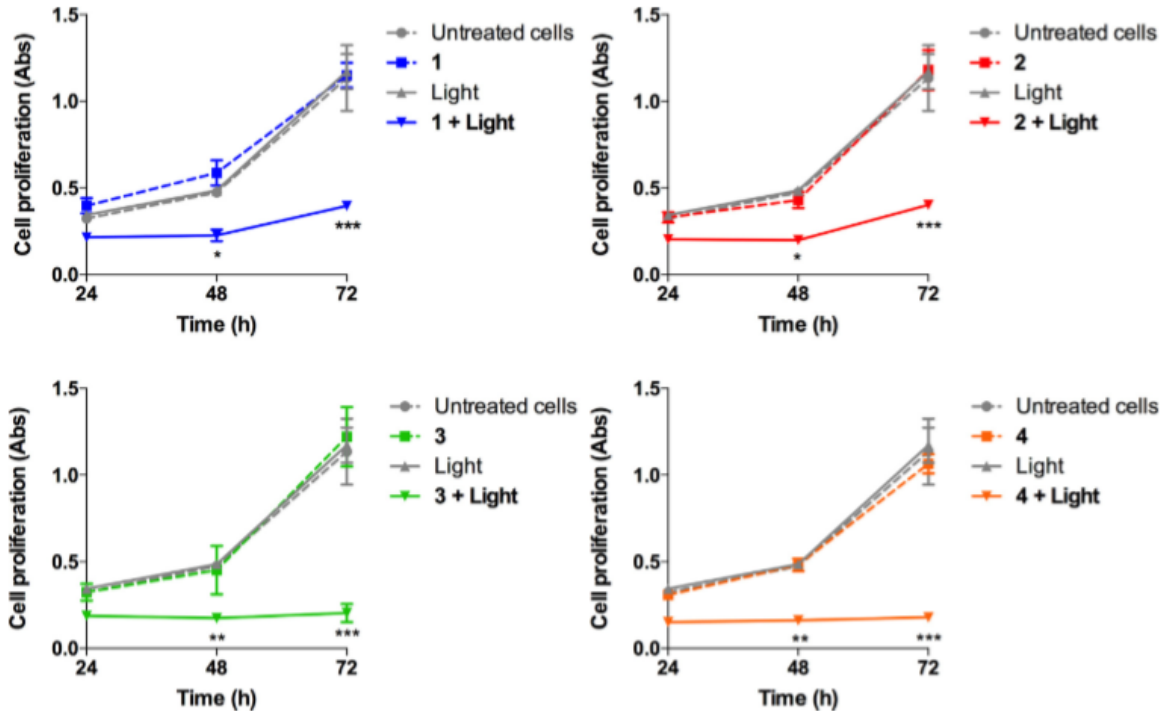 Cell proliferation (Abs)
1.5
1.0
0.5
0.0
24
48
72
Time (h)
*
***
Untreated cells
1
Light
1 + Light
Cell proliferation (Abs)
1.5
1.0
0.5
0.0
24
48
72
Time (h)
*
***
Untreated cells
2
Light
2 + Light
Cell proliferation (Abs)
1.5
1.0
0.5
0.0
24
48
72
Time (h)
**
***
Untreated cells
3
Light
3 + Light
Cell proliferation (Abs)
1.5
1.0
0.5
0.0
24
48
72
Time (h)
**
***
Untreated cells
4
Light
4 + Light